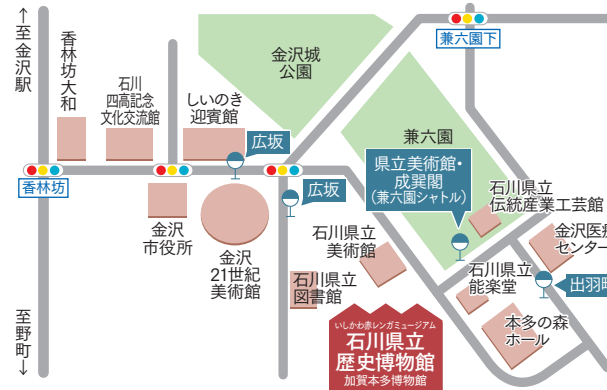 ←至金沢駅
香林坊大和
石川
四高記念
文化交流館
しいのき
迎賓館
金沢城
公園
兼六園下
広坂
兼六園
県立美術館・
成巽閣
(兼六園シャトル)
石川県立
伝統産業工芸館
香林坊
金沢
市役所
金沢
21世紀
美術館
広坂
石川県立
美術館
石川県立
図書館
金沢医療
センター
石川県立
能楽堂
出羽町
本多の森
ホール
いしかわ赤レンガミュージアム
石川県立
歴史博物館
加賀本多博物館
至野町→